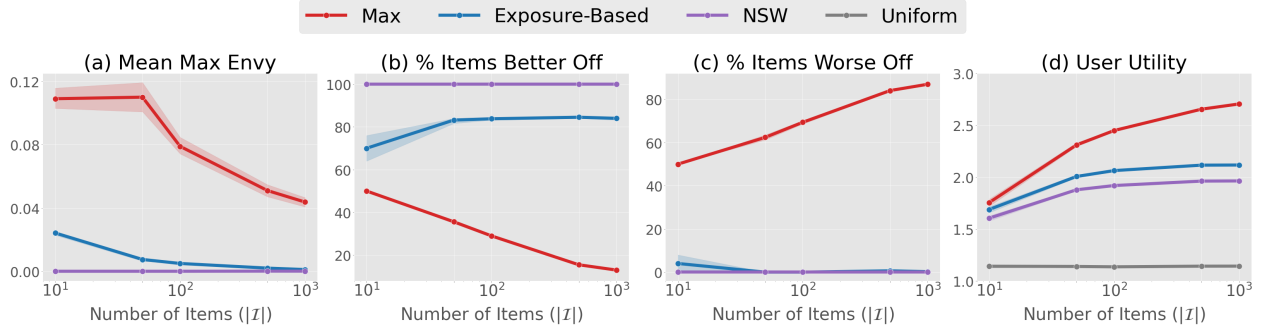 Max Exposure-Based NSW Uniform
(a) Mean Max Envy
0.12
0.08
0.04
0.00
10¹ 10² 10³
Number of Items (|𝓘|)
(b) % Items Better Off
100
80
60
40
20
10¹ 10² 10³
Number of Items (|𝓘|)
(c) % Items Worse Off
80
60
40
20
0
10¹ 10² 10³
Number of Items (|𝓘|)
(d) User Utility
3.0
2.5
2.0
1.5
1.0
10¹ 10² 10³
Number of Items (|𝓘|)